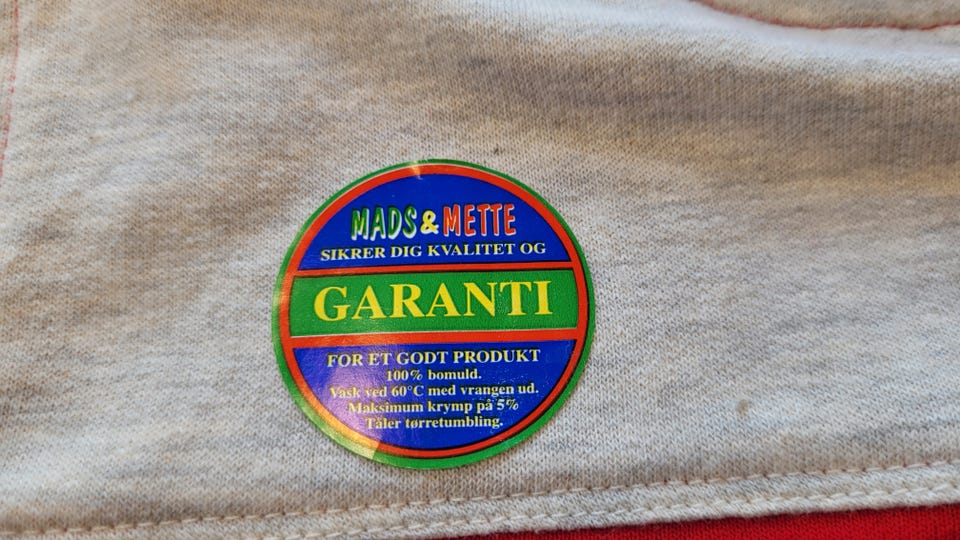 MADS & METTE
SIKRER DIG KVALITET OG
GARANTI
FOR ET GODT PRODUKT
100% bomuld.
Vask ved 60°C med vrangen ud.
Maksimum krymp på 5%
Tåler tørretumbling.